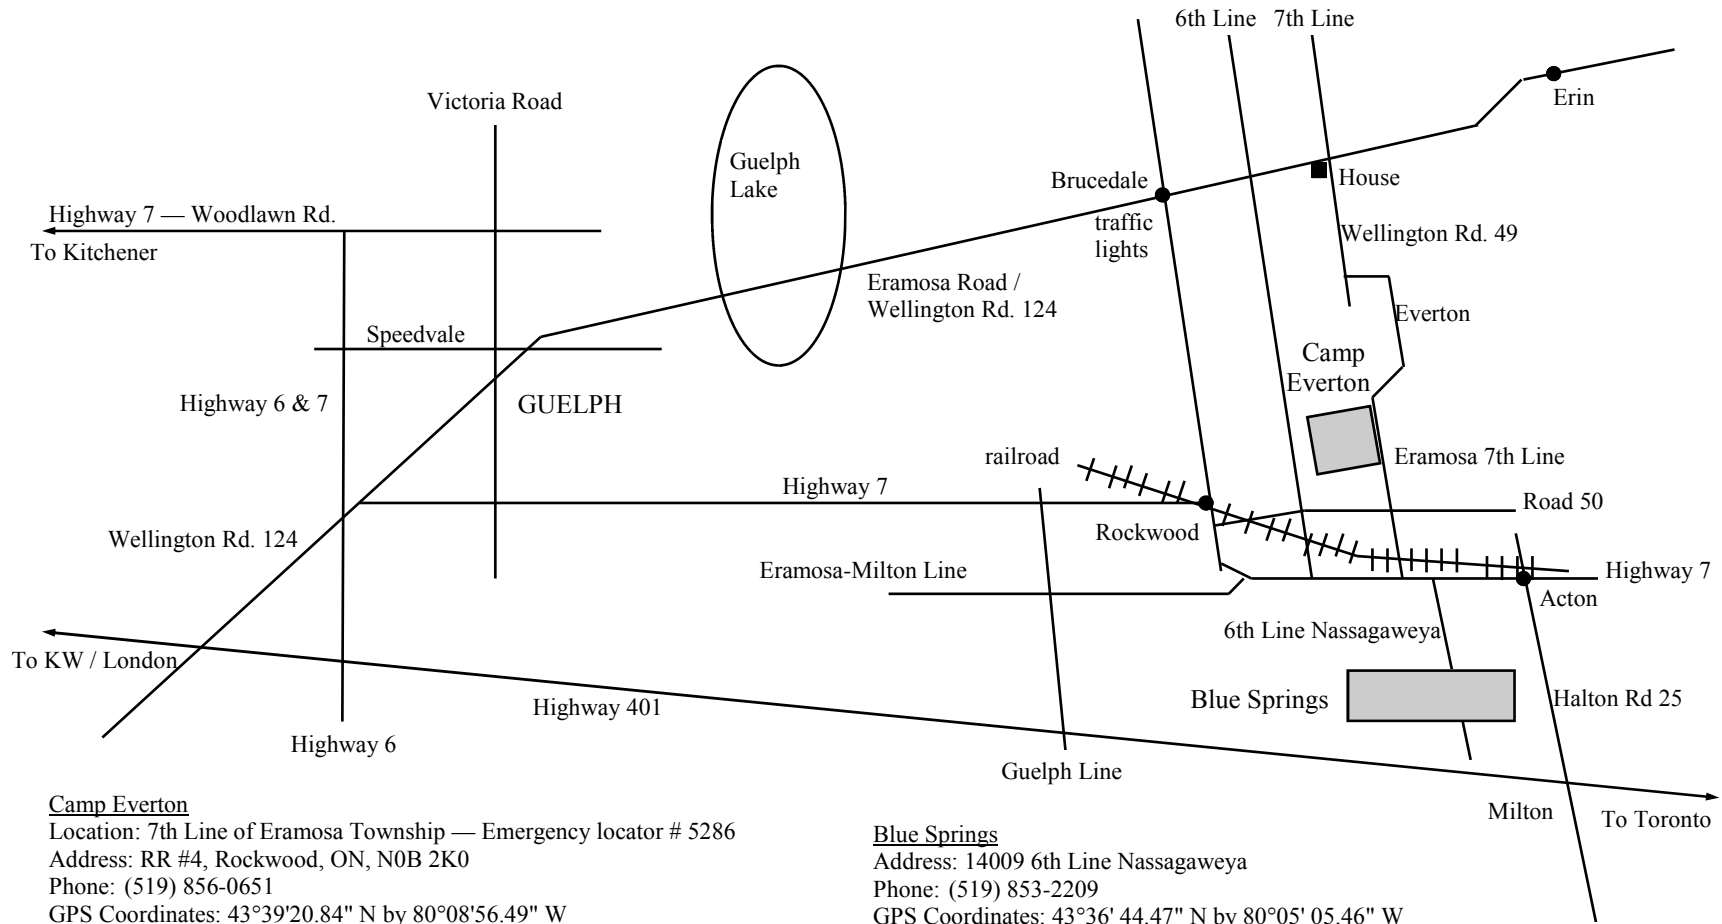 6th Line
7th Line
Victoria Road
Erin
Guelph
Lake
Brucedale
House
traffic
lights
Highway 7 — Woodlawn Rd.
To Kitchener
Wellington Rd. 49
Eramosa Road /
Wellington Rd. 124
Everton
Speedvale
Camp
Everton
Highway 6 & 7
GUELPH
railroad
Eramosa 7th Line
Highway 7
Road 50
Rockwood
Wellington Rd. 124
Eramosa-Milton Line
Highway 7
Acton
6th Line Nassagaweya
To KW / London
Blue Springs
Halton Rd 25
Highway 401
Highway 6
Guelph Line
Milton
To Toronto
Camp Everton
Location: 7th Line of Eramosa Township — Emergency locator # 5286
Address: RR #4, Rockwood, ON, N0B 2K0
Phone: (519) 856-0651
GPS Coordinates: 43°39'20.84" N by 80°08'56.49" W
Blue Springs
Address: 14009 6th Line Nassagaweya
Phone: (519) 853-2209
GPS Coordinates: 43°36' 44.47" N by 80°05' 05.46" W